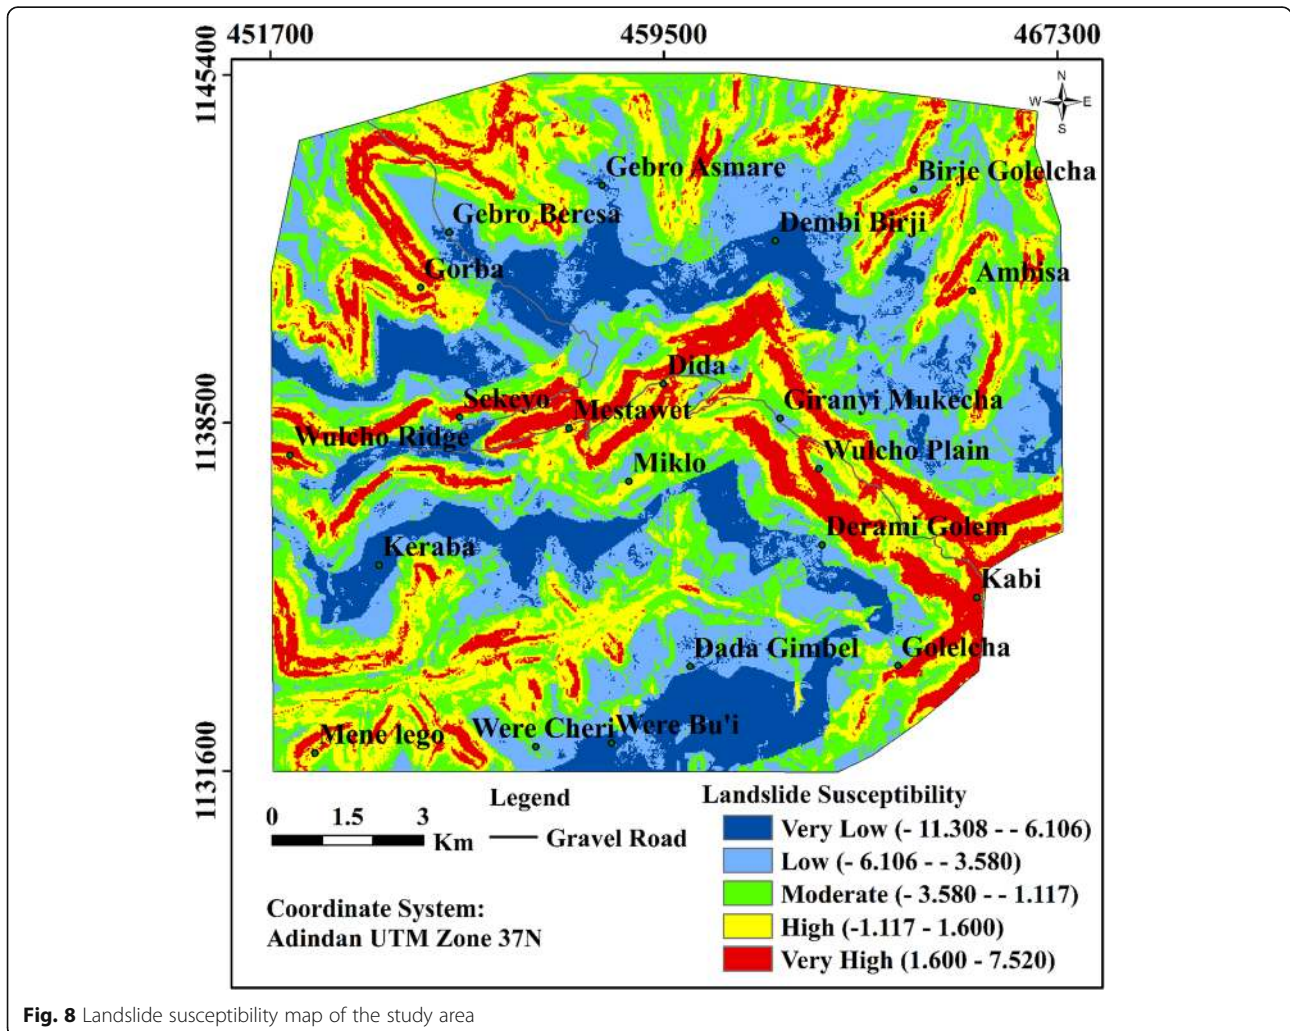 451700 459500 467300
1145400
1138500
1131600
N
W E
S
Gebro Asmare
Birje Golelcha
Gebro Beresa
Dembi Birji
Gorba
Ambisa
Dida
Sekeyo
Mestawet
Giranyi Mukecha
Wulcho Ridge
Wulcho Plain
Miklo
Derami Golem
Keraba
Kabi
Dada Gimbel
Golelcha
Mene lego
Were Cheri
Were Bu'i
0 1.5 3
Km
Legend
Gravel Road
Coordinate System:
Adindan UTM Zone 37N
Landslide Susceptibility
Very Low (- 11.308 - - 6.106)
Low (- 6.106 - - 3.580)
Moderate (- 3.580 - - 1.117)
High (-1.117 - 1.600)
Very High (1.600 - 7.520)
Fig. 8 Landslide susceptibility map of the study area